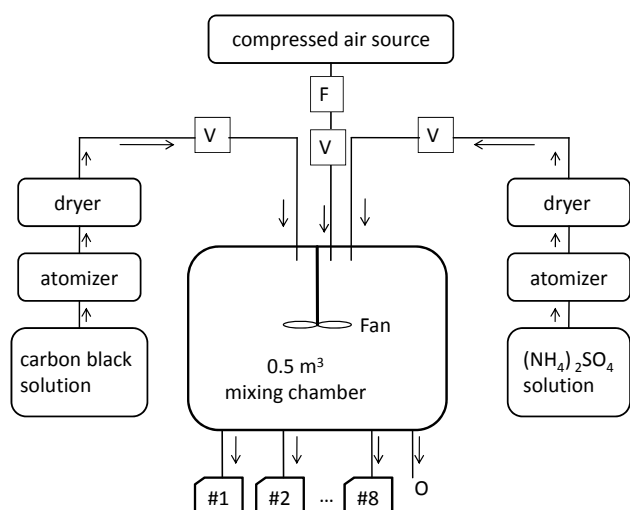 compressed air source
F
V
V
V
dryer
dryer
atomizer
atomizer
Fan
carbon black
solution
0.5 m³
mixing chamber
(NH₄)₂SO₄
solution
#1
#2
...
#8
O